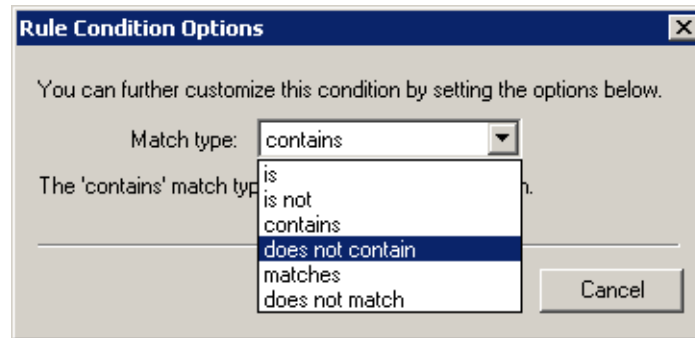 Rule Condition Options
You can further customize this condition by setting the options below.
Match type: contains
is
The 'contains' match typ n.
is not
contains
does not contain
matches
does not match
Cancel